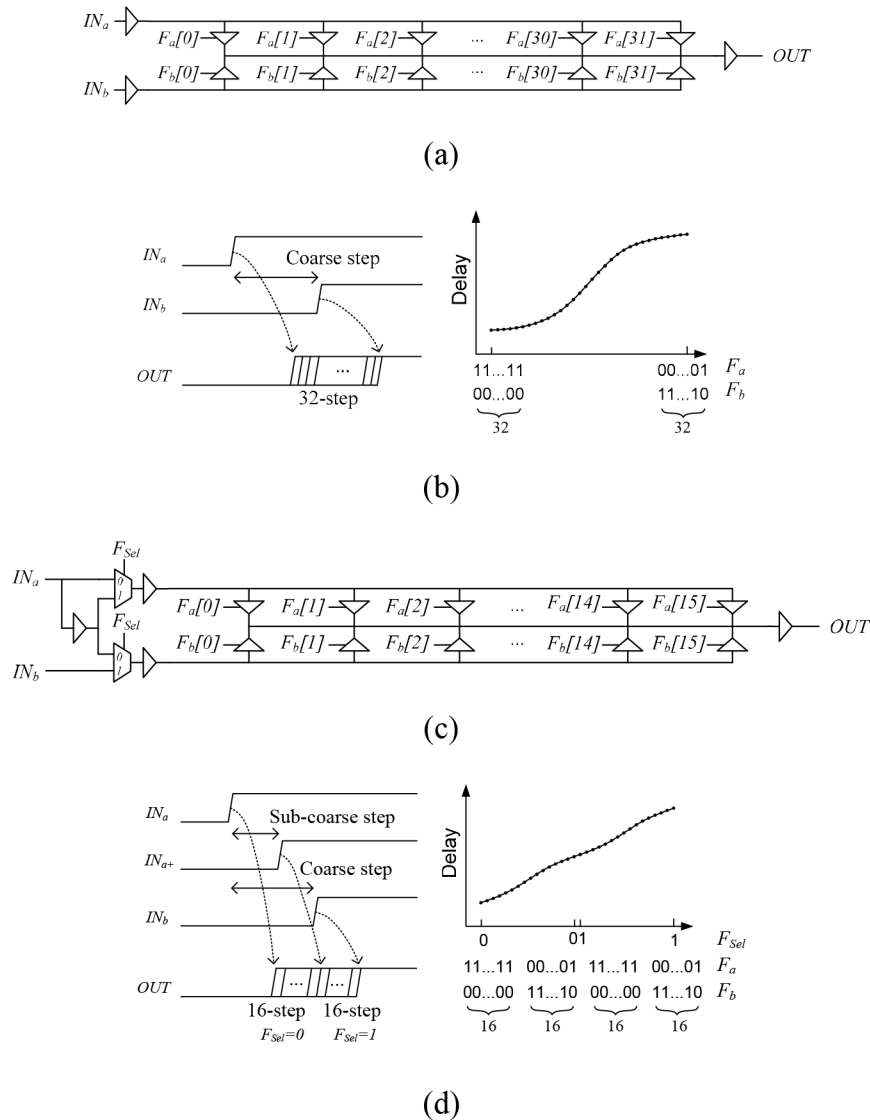 IN_a F_a[0] F_a[1] F_a[2] ... F_a[30] F_a[31]
OUT
IN_b F_b[0] F_b[1] F_b[2] ... F_b[30] F_b[31]
(a)
IN_a
Coarse step
IN_b
OUT
...
32-step
Delay
11...11 00...01 F_a
00...00 11...10 F_b
32 32
(b)
F_Sel
IN_a 0
1
F_a[0] F_a[1] F_a[2] ... F_a[14] F_a[15]
F_Sel
OUT
0 F_b[0] F_b[1] F_b[2] ... F_b[14] F_b[15]
IN_b 1
(c)
IN_a
Sub-coarse step
IN_a+
Coarse step
IN_b
OUT
... ...
16-step 16-step
F_Sel=0 F_Sel=1
Delay
0 01 1 F_Sel
11...11 00...01 11...11 00...01 F_a
00...00 11...10 00...00 11...10 F_b
16 16 16 16
(d)